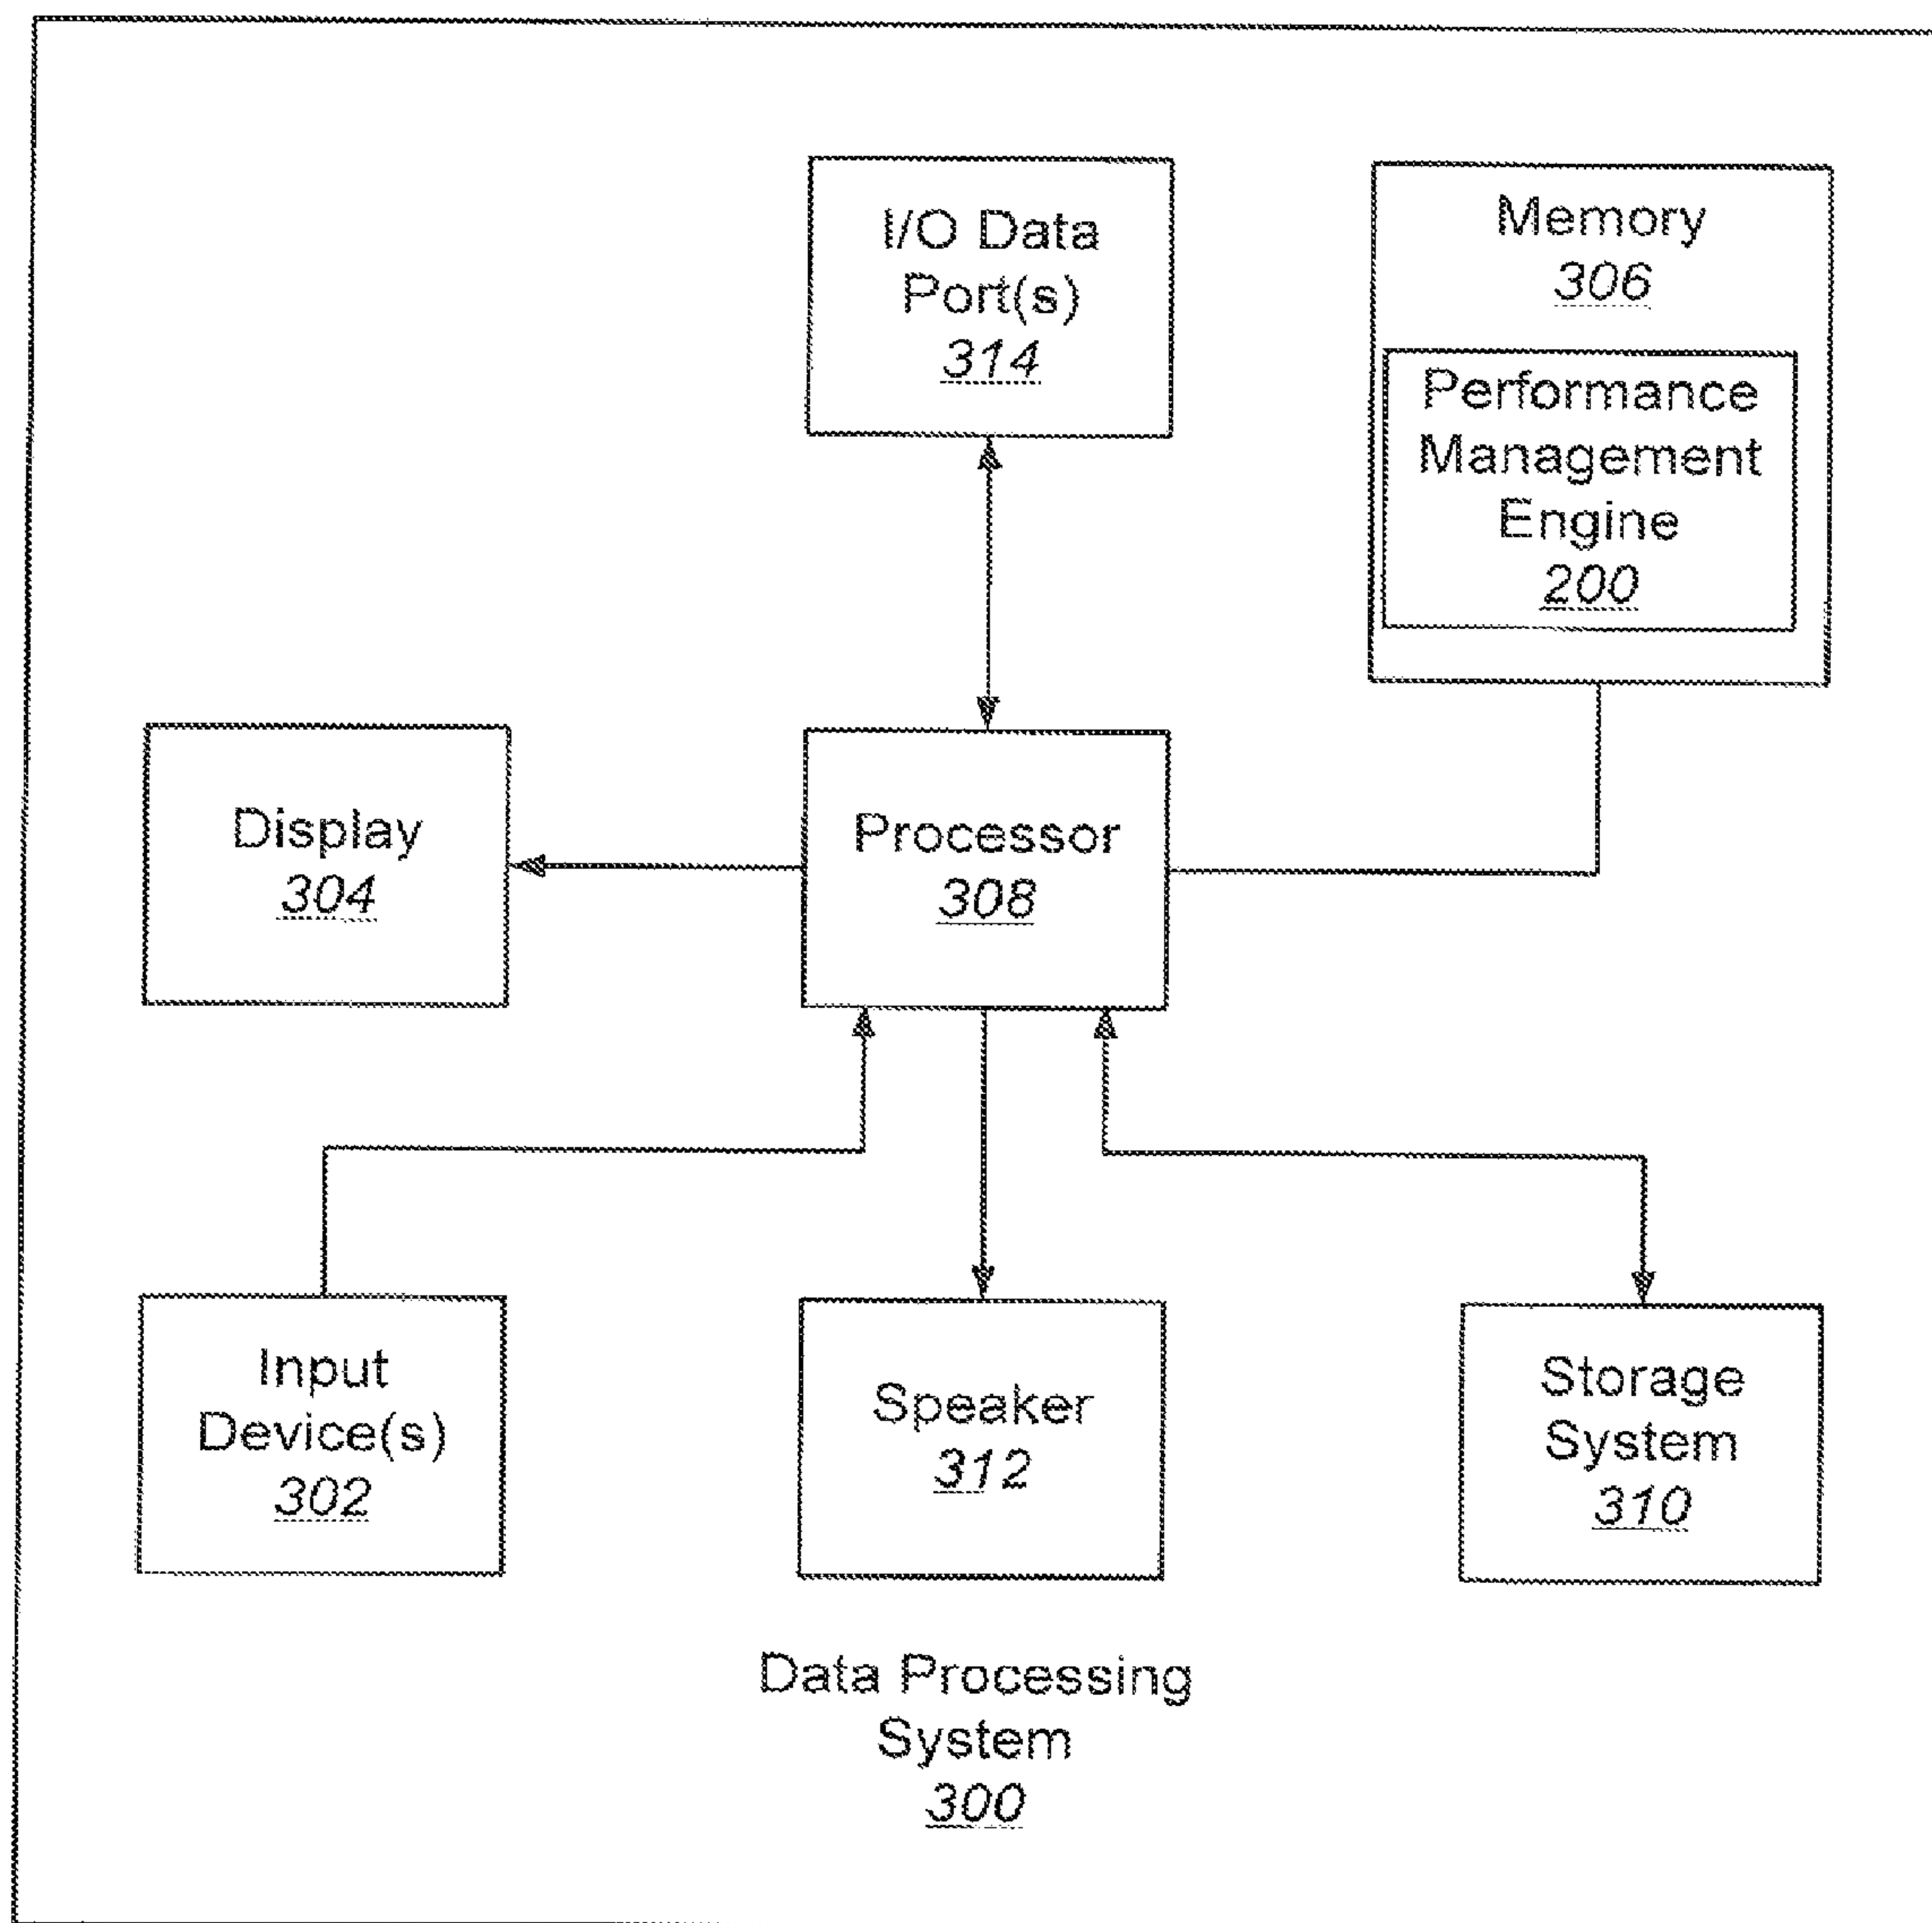 I/O Data
Port(s)
314
Memory
306
Performance
Management
Engine
200
Display
304
Processor
308
Input
Device(s)
302
Speaker
312
Storage
System
310
Data Processing
System
300